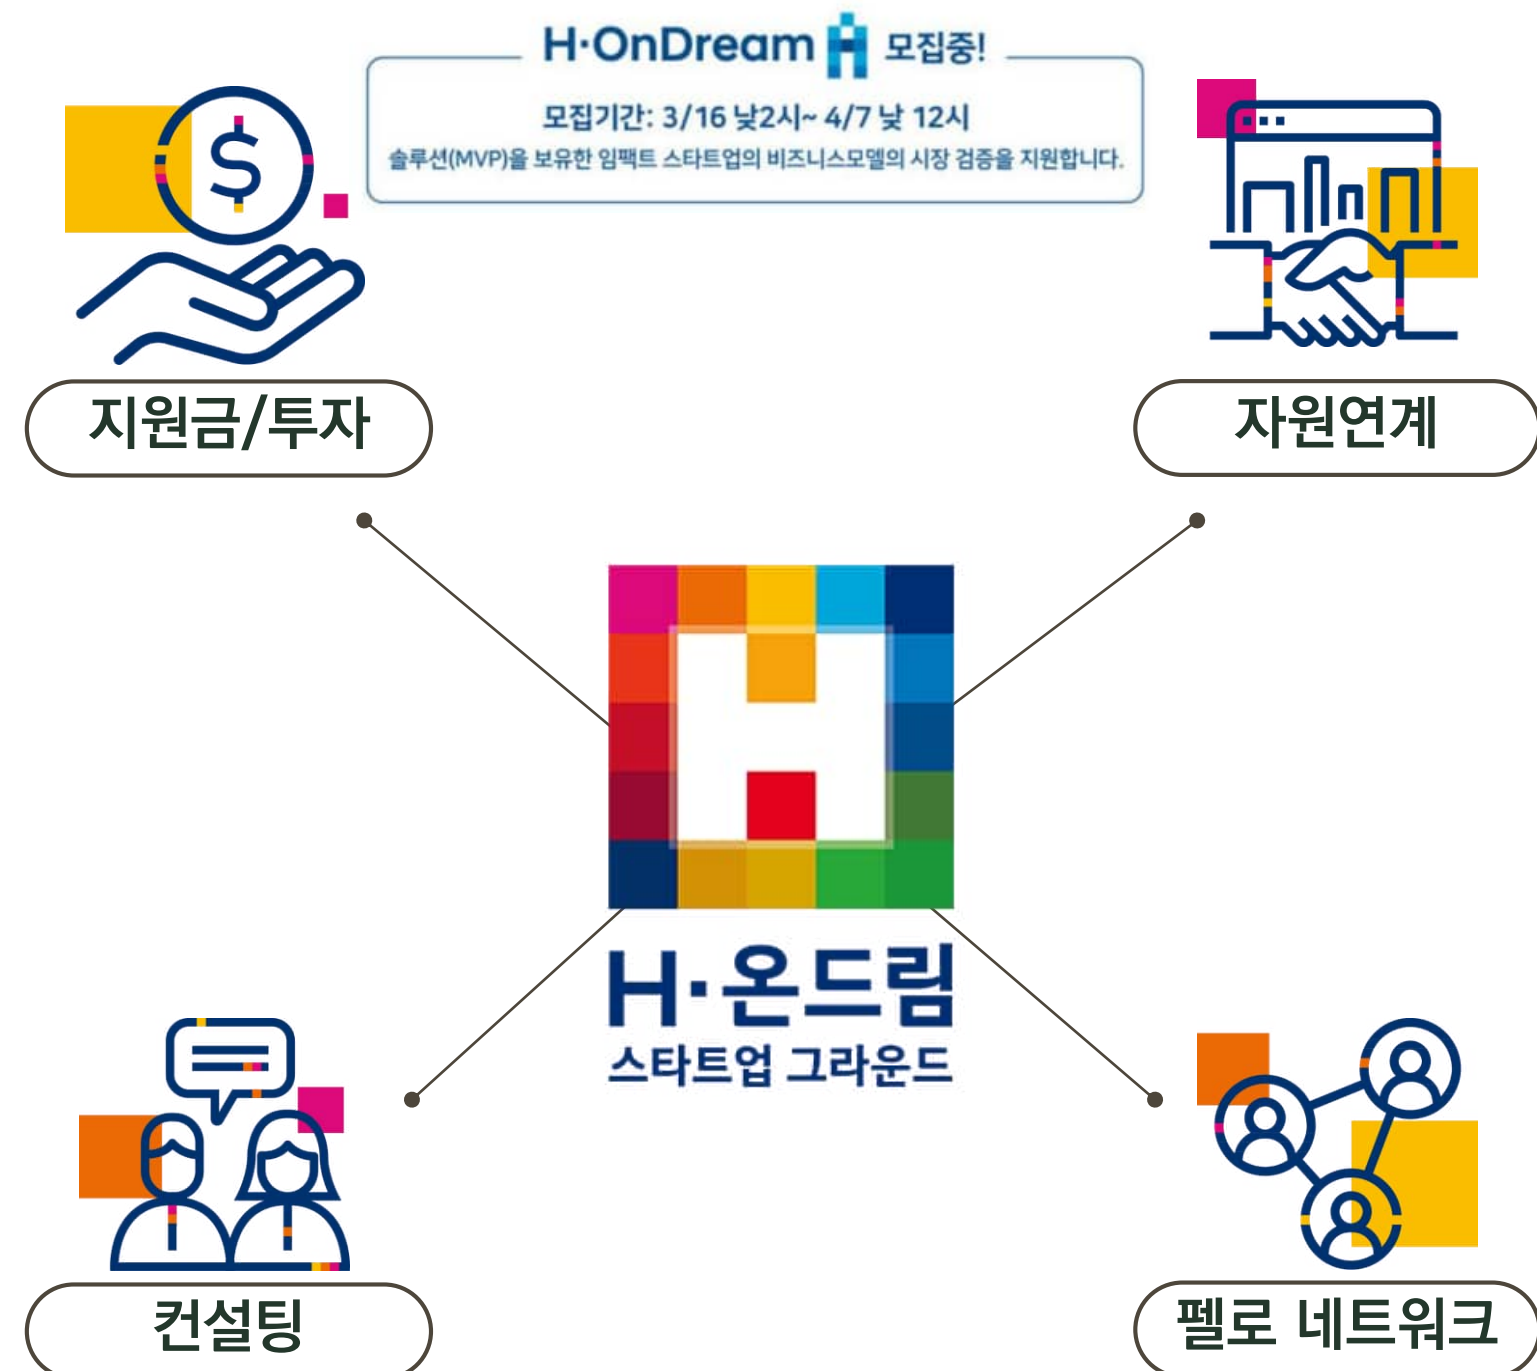 H·OnDream A 모집중!
모집기간: 3/16 낮2시~ 4/7 낮 12시
솔루션(MVP)을 보유한 임팩트 스타트업의 비즈니스모델의 시장 검증을 지원합니다.
지원금/투자
자원연계
H·온드림
스타트업 그라운드
컨설팅
펠로 네트워크